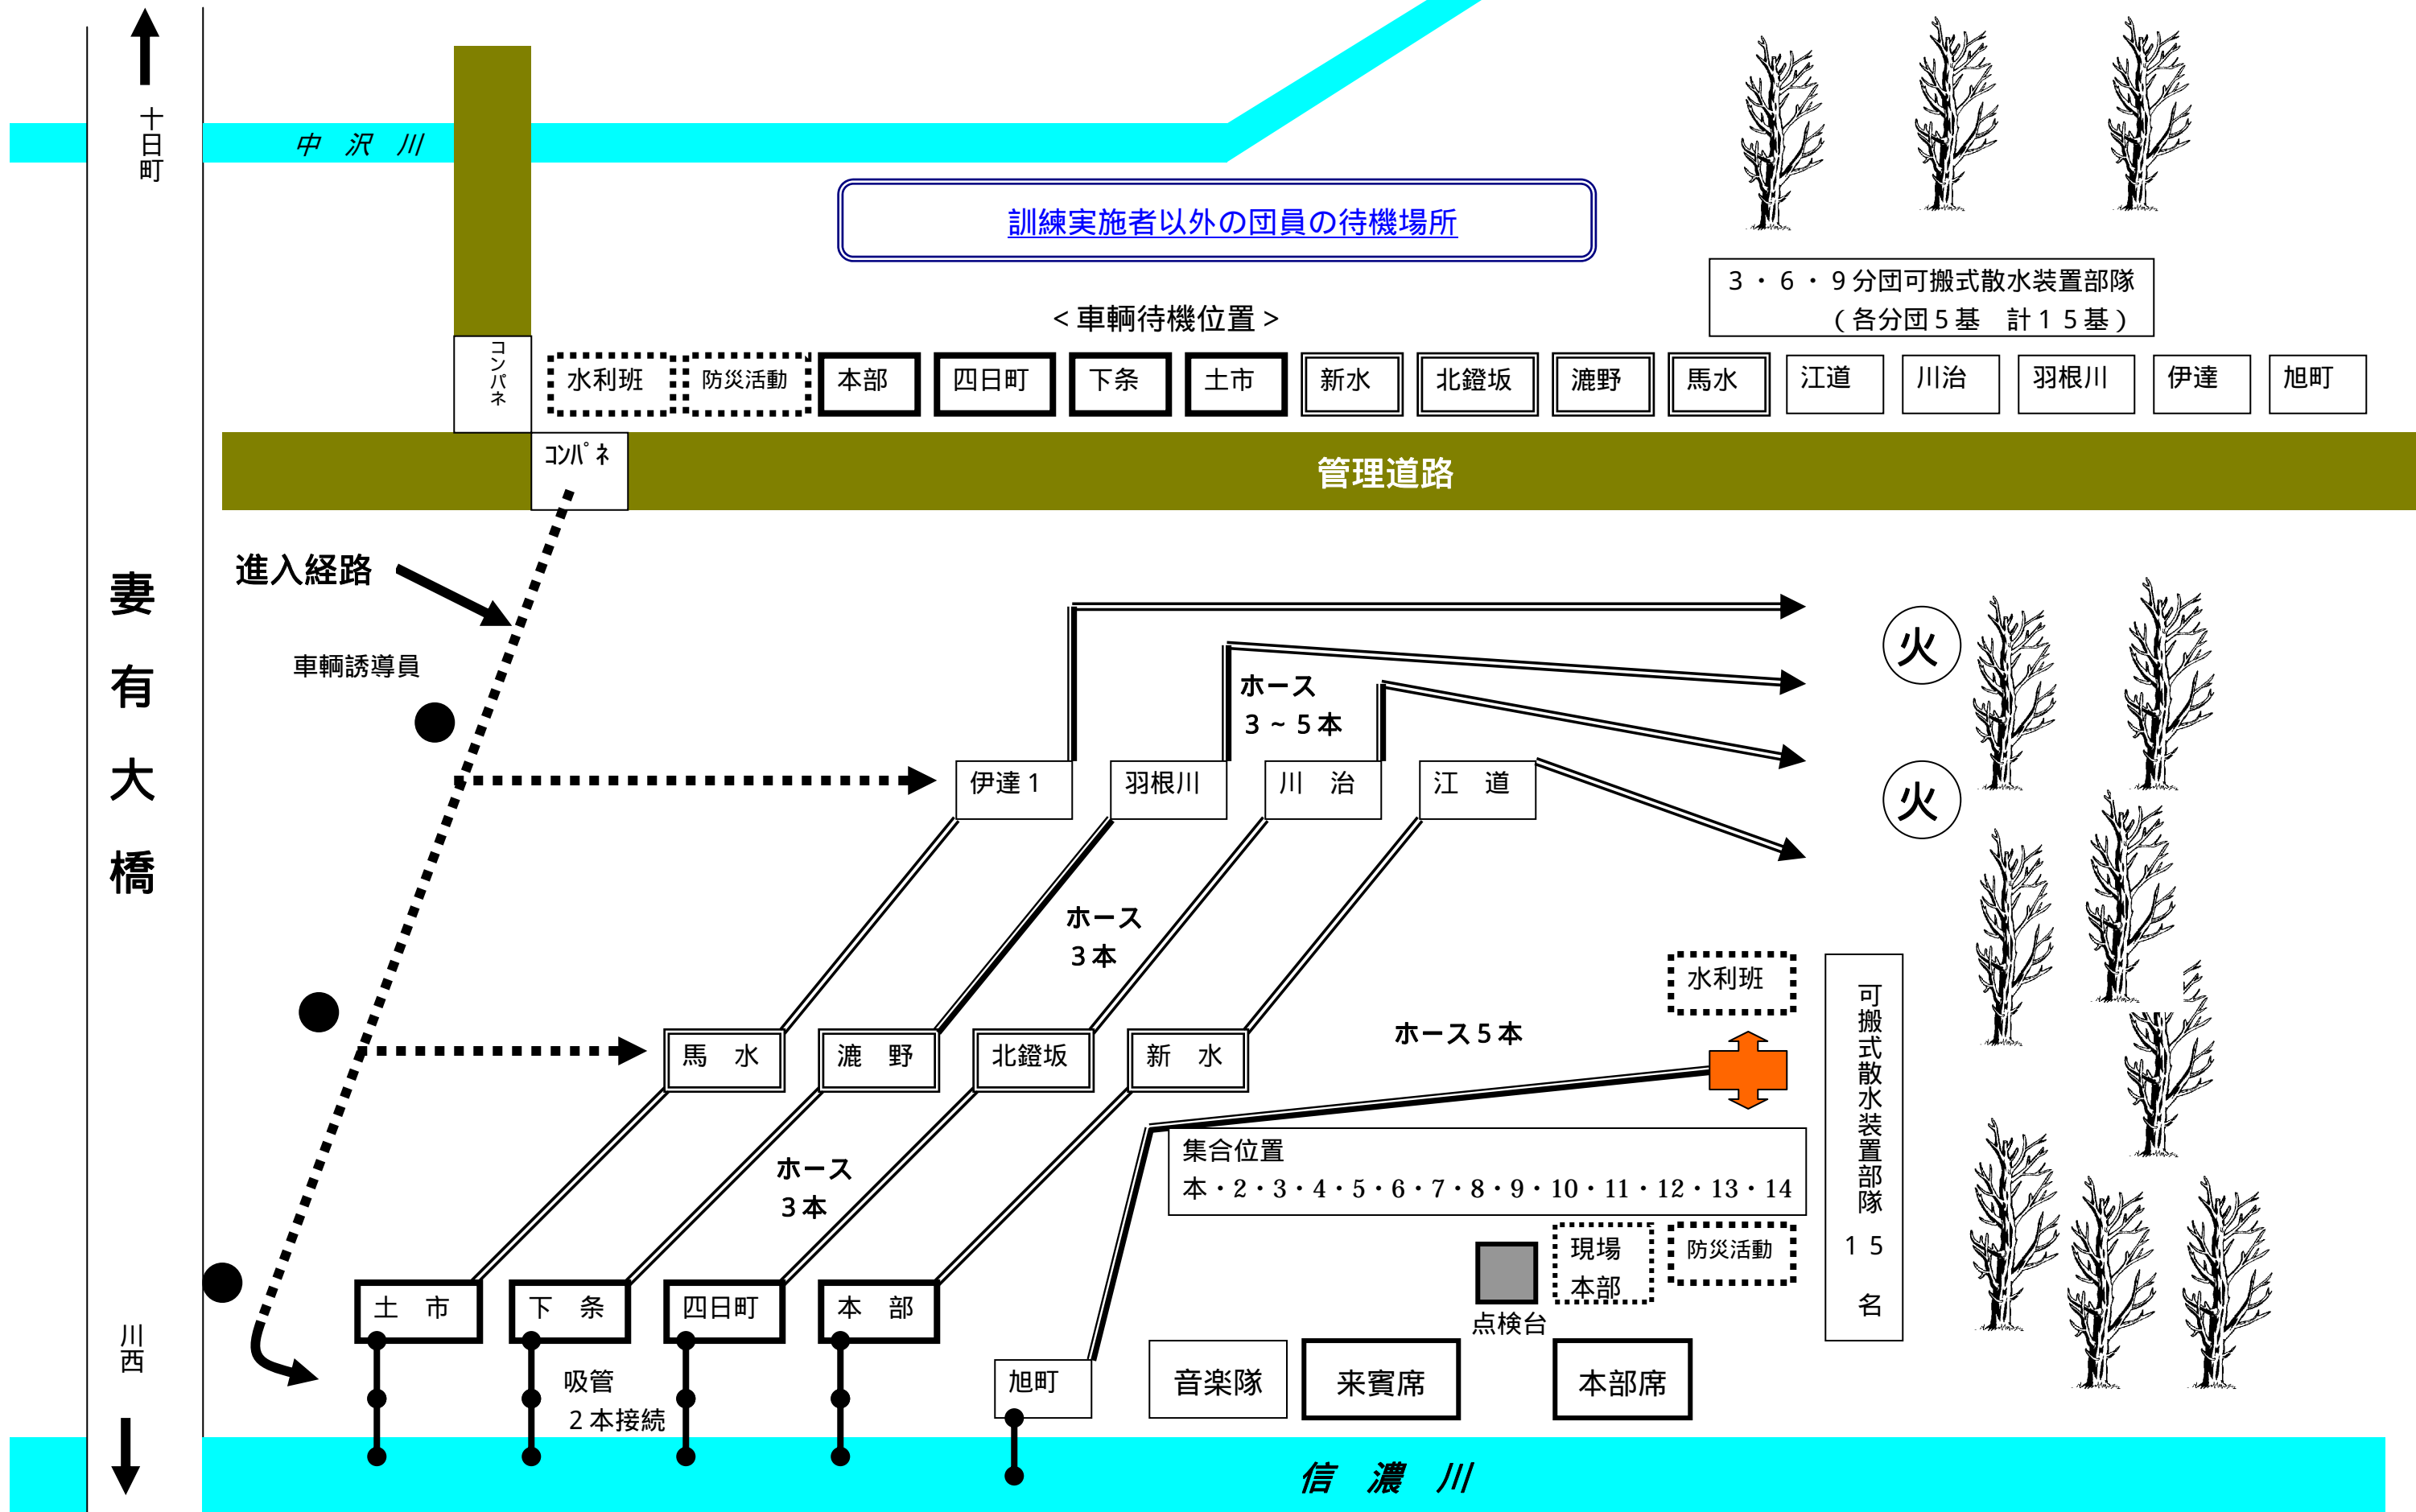 十日町
中　沢　川
訓練実施者以外の団員の待機場所
3・6・9分団可搬式散水装置部隊
（各分団5基　計15基）
＜車輌待機位置＞
コンパネ
水利班
防災活動
本部
四日町
下条
土市
新水
北鐙坂
漉野
馬水
江道
川治
羽根川
伊達
旭町
ｺﾝﾊﾟﾈ
管理道路
妻有大橋
進入経路
車輌誘導員
火
ホース
3～5本
伊達1
羽根川
川　治
江　道
火
ホース
3本
水利班
馬　水
漉　野
北鐙坂
新　水
ホース5本
可搬式散水装置部隊　15　名
集合位置
本・2・3・4・5・6・7・8・9・10・11・12・13・14
ホース
3本
現場
本部
防災活動
点検台
土　市
下　条
四日町
本　部
川西
吸管
2本接続
旭町
音楽隊
来賓席
本部席
信　濃　川